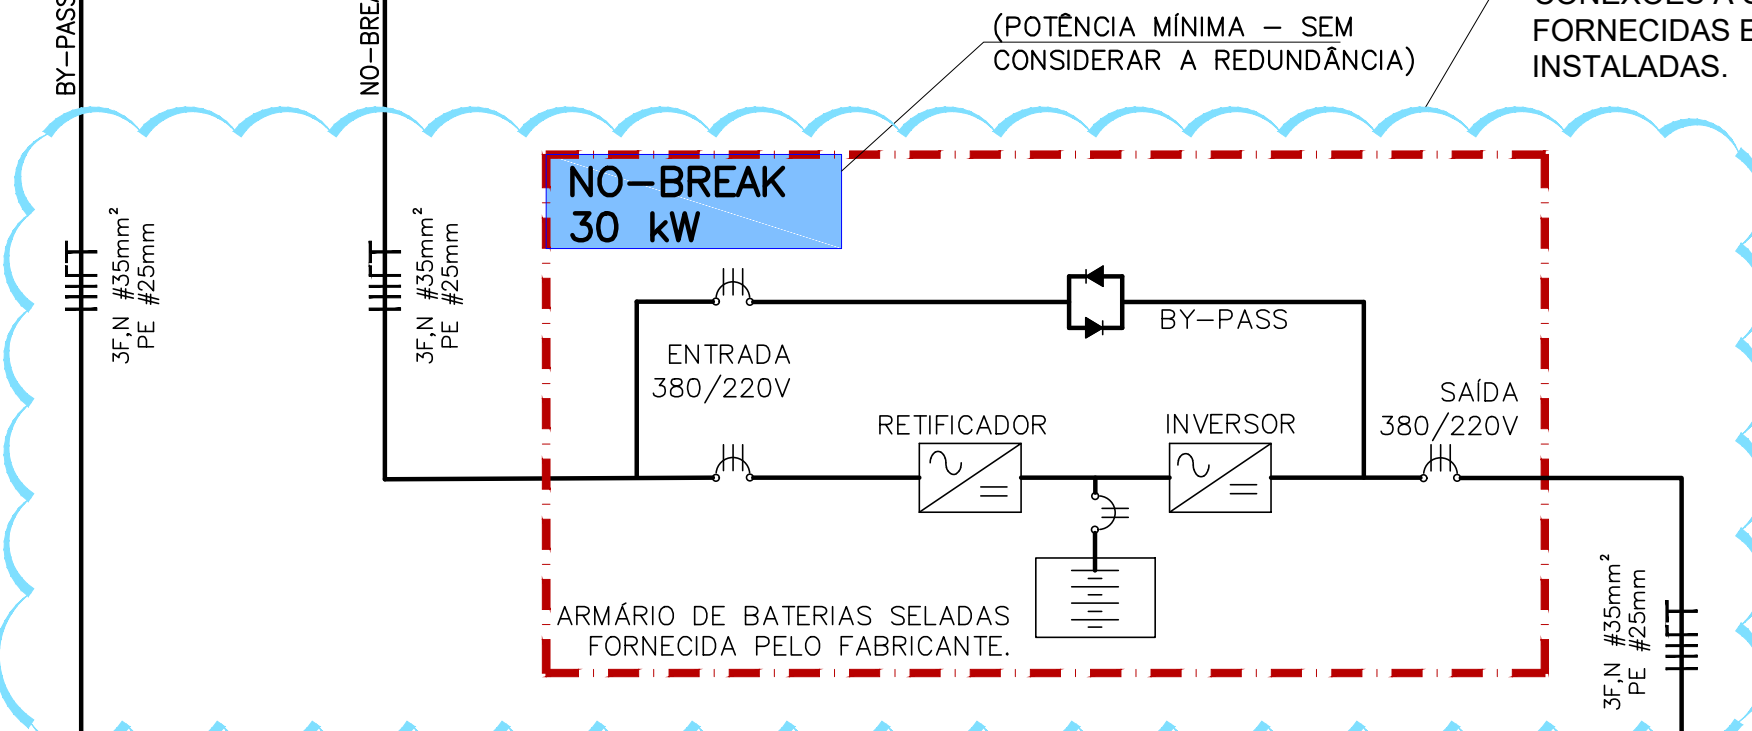 BY-PASS
NO-BREA
(POTÊNCIA MÍNIMA - SEM
CONSIDERAR A REDUNDÂNCIA)
FORNECIDAS E
INSTALADAS.
NO-BREAK
30 kW
3F,N #35mm²
PE #25mm
3F,N #35mm²
PE #25mm
BY-PASS
ENTRADA
380/220V
SAÍDA
380/220V
RETIFICADOR
INVERSOR
ARMÁRIO DE BATERIAS SELADAS
FORNECIDA PELO FABRICANTE.
3F,N #35mm²
PE #25mm